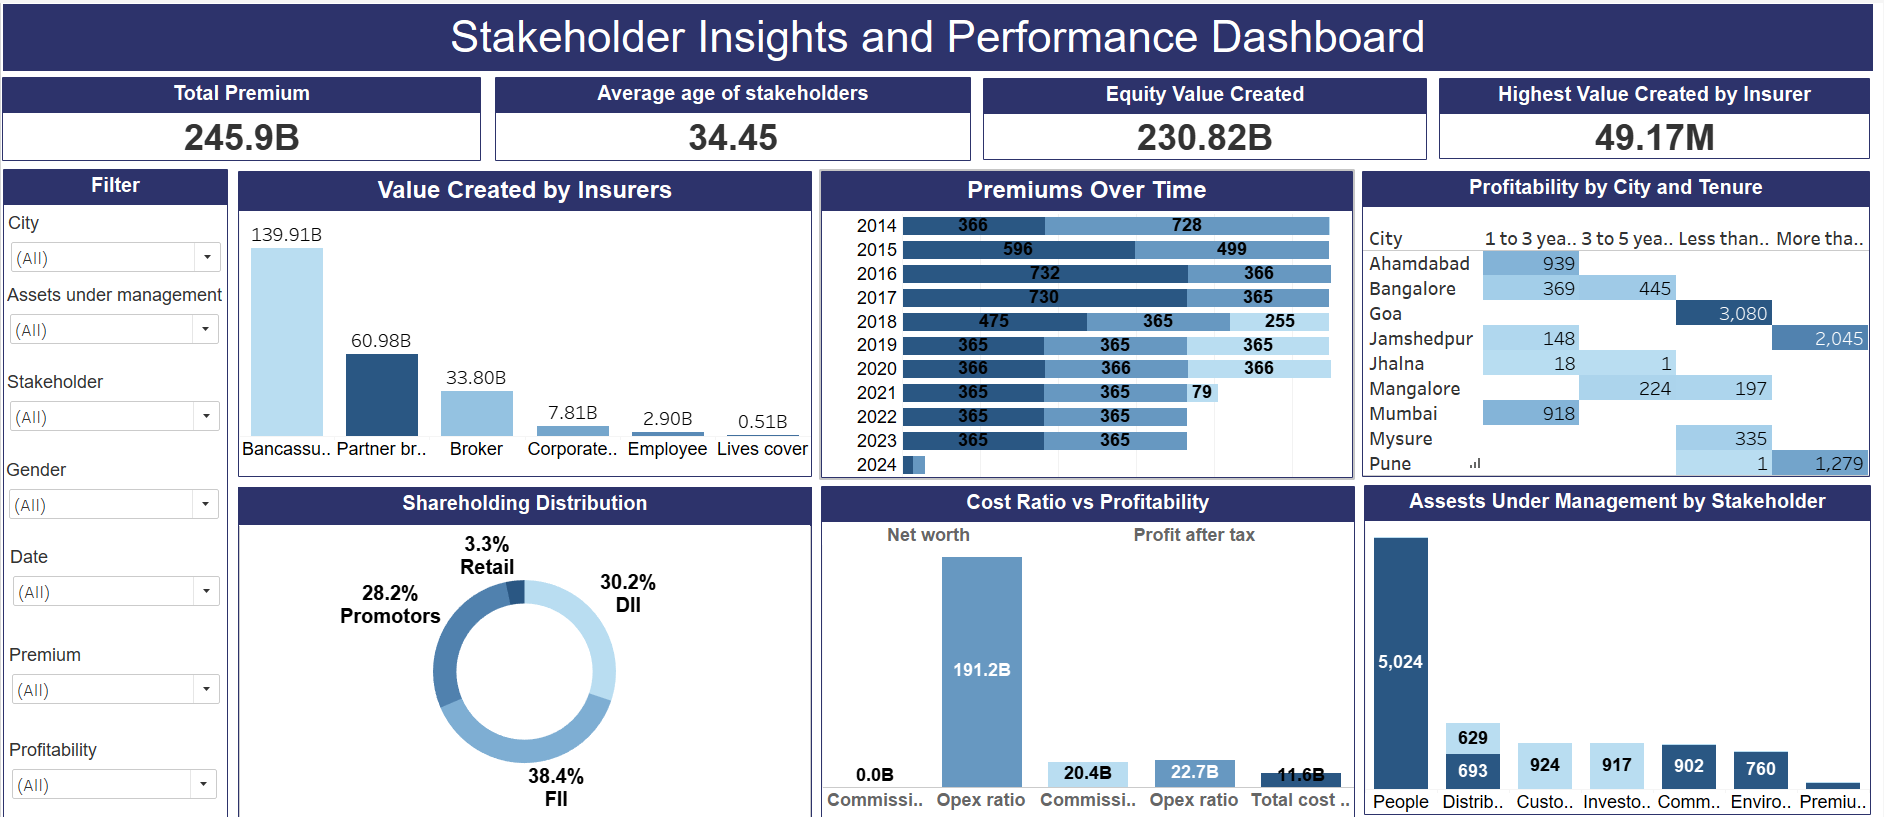 Stakeholder Insights and Performance Dashboard
Total Premium
245.9B
Average age of stakeholders
34.45
Equity Value Created
230.82B
Highest Value Created by Insurer
49.17M
Filter
City
(All)
Assets under management
(All)
Stakeholder
(All)
Gender
(All)
Date
(All)
Premium
(All)
Profitability
(All)
Value Created by Insurers
139.91B
60.98B
33.80B
7.81B
2.90B
0.51B
Bancassu.. Partner br.. Broker Corporate.. Employee Lives cover
Premiums Over Time
2014 366 728
2015 596 499
2016 732 366
2017 730 365
2018 475 365 255
2019 365 365 365
2020 366 366 366
2021 365 365 79
2022 365 365
2023 365 365
2024
Profitability by City and Tenure
City 1 to 3 yea.. 3 to 5 yea.. Less than.. More tha..
Ahamdabad 939
Bangalore 369 445
Goa 3,080
Jamshedpur 148 2,045
Jhalna 18 1
Mangalore 224 197
Mumbai 918
Mysure 335
Pune 1 1,279
Shareholding Distribution
3.3%
Retail
30.2%
DII
28.2%
Promotors
38.4%
FII
Cost Ratio vs Profitability
Net worth Profit after tax
191.2B
0.0B 20.4B 22.7B 11.6B
Commissi.. Opex ratio Commissi.. Opex ratio Total cost ..
Assests Under Management by Stakeholder
5,024
629
693
924
917
902
760
People Distrib.. Custo.. Investo.. Comm.. Enviro.. Premiu..